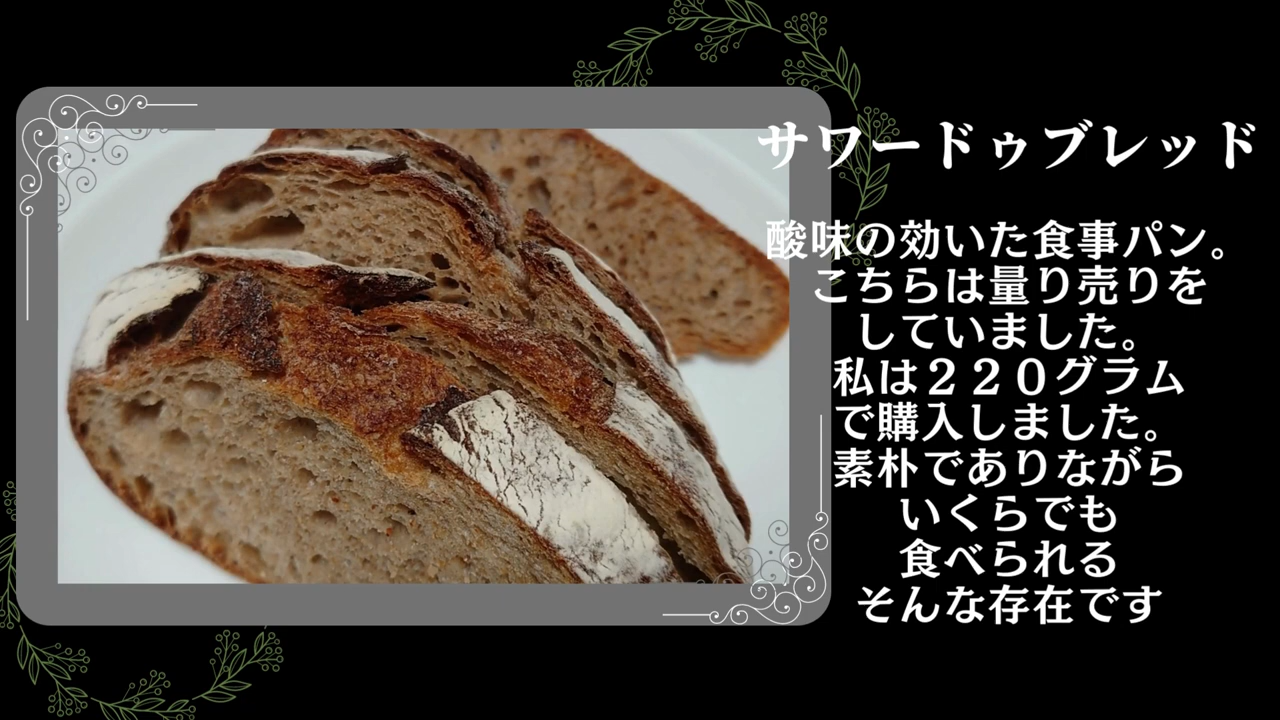 サワードゥブレッド
酸味の効いた食事パン。
こちらは量り売りを
していました。
私は２２０グラム
で購入しました。
素朴でありながら
いくらでも
食べられる
そんな存在です